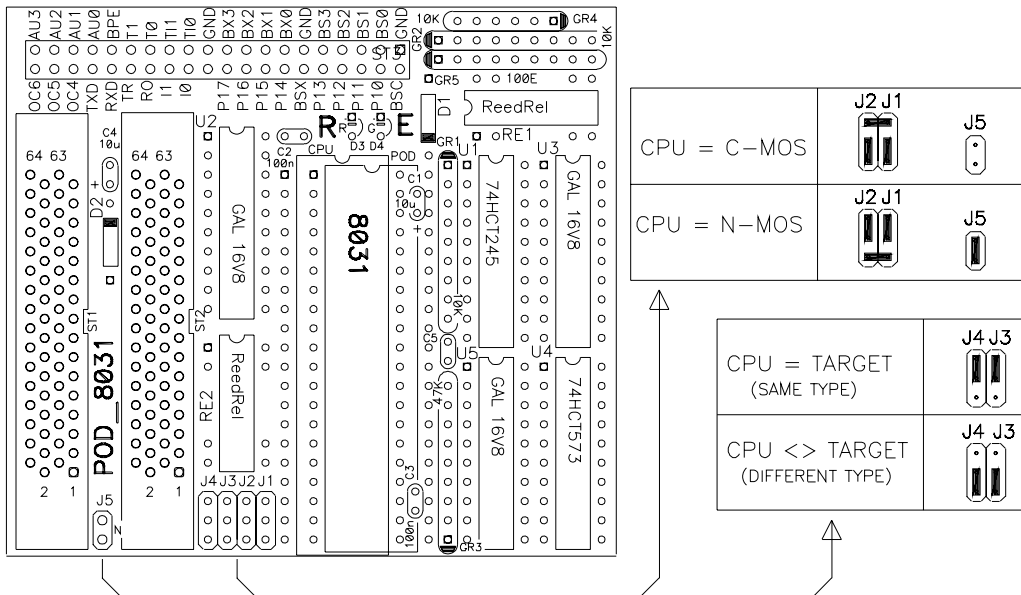 AU3 AU2 AU1 AU0 BPE T1 T0 TI1 TI0 GND BX3 BX2 BX1 BX0 GND BS3 BS2 BS1 BS0 GND
ST3
OC6 OC5 OC4 TXD RXD TR RO I1 I0 P17 P16 P15 P14 BSX P13 P12 P11 P10 BSC
10K GR4
GR2
10K
GR5 100E
D1
ReedRel
RE1
R E
R G
D3 D4
C4
10u
U2
C2
100n
CPU POD
GR1
U1 U3
64 63 64 63
D2 +
C1
10u
+
GAL 16V8
8031
74HCT245
GAL 16V8
10K
ST1
ST2
C5
U5 U4
POD_8031
RE2
ReedRel
47K
GAL 16V8
74HCT573
2 1 2 1
C3
100n
J5
N
J4 J3 J2 J1
GR3
J2 J1 J5
CPU = C-MOS
J2 J1 J5
CPU = N-MOS
J4 J3
CPU = TARGET
(SAME TYPE)
J4 J3
CPU <> TARGET
(DIFFERENT TYPE)